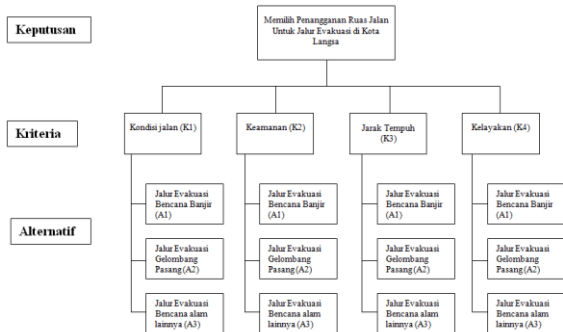 Keputusan
Memilih Penangganan Ruas Jalan
Untuk Jalur Evakuasi di Kota
Langsa
Kriteria
Kondisi jalan (K1)
Keamanan (K2)
Jarak Tempuh
(K3)
Kelayakan (K4)
Alternatif
Jalur Evakuasi
Bencana Banjir
(A1)
Jalur Evakuasi
Bencana Banjir
(A1)
Jalur Evakuasi
Bencana Banjir
(A1)
Jalur Evakuasi
Bencana Banjir
(A1)
Jalur Evakuasi
Gelombang
Pasang (A2)
Jalur Evakuasi
Gelombang
Pasang (A2)
Jalur Evakuasi
Gelombang
Pasang (A2)
Jalur Evakuasi
Gelombang
Pasang (A2)
Jalur Evakuasi
Bencana alam
lainnya (A3)
Jalur Evakuasi
Bencana alam
lainnya (A3)
Jalur Evakuasi
Bencana alam
lainnya (A3)
Jalur Evakuasi
Bencana alam
lainnya (A3)